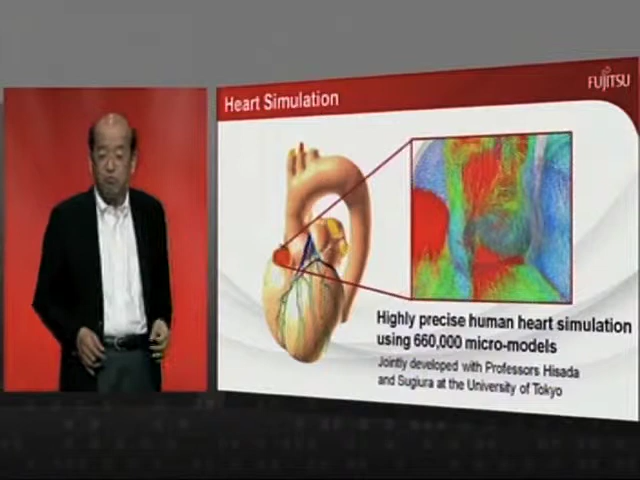 Heart Simulation
FUJITSU
Highly precise human heart simulation
using 660,000 micro-models
Jointly developed with Professors Hisada
and Sugiura at the University of Tokyo